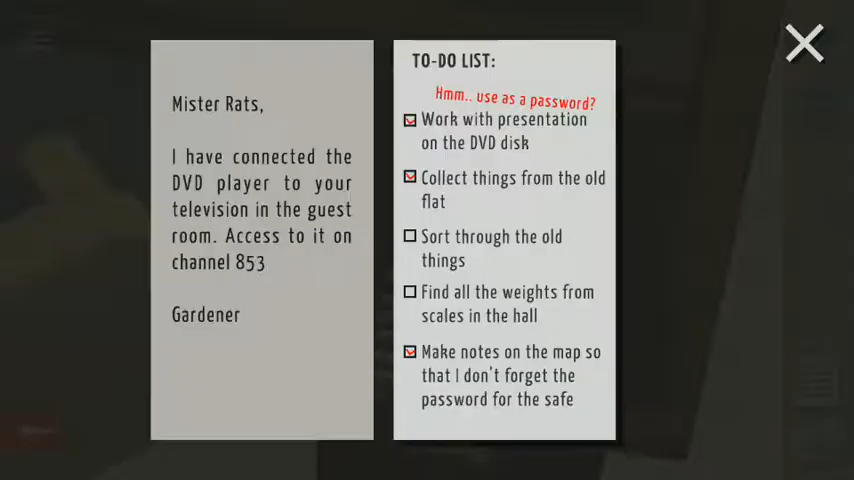 Mister Rats,
I have connected the
DVD player to your
television in the guest
room. Access to it on
channel 853
Gardener
TO-DO LIST:
Hmm.. use as a password?
Work with presentation
on the DVD disk
Collect things from the old
flat
Sort through the old
things
Find all the weights from
scales in the hall
Make notes on the map so
that I don't forget the
password for the safe